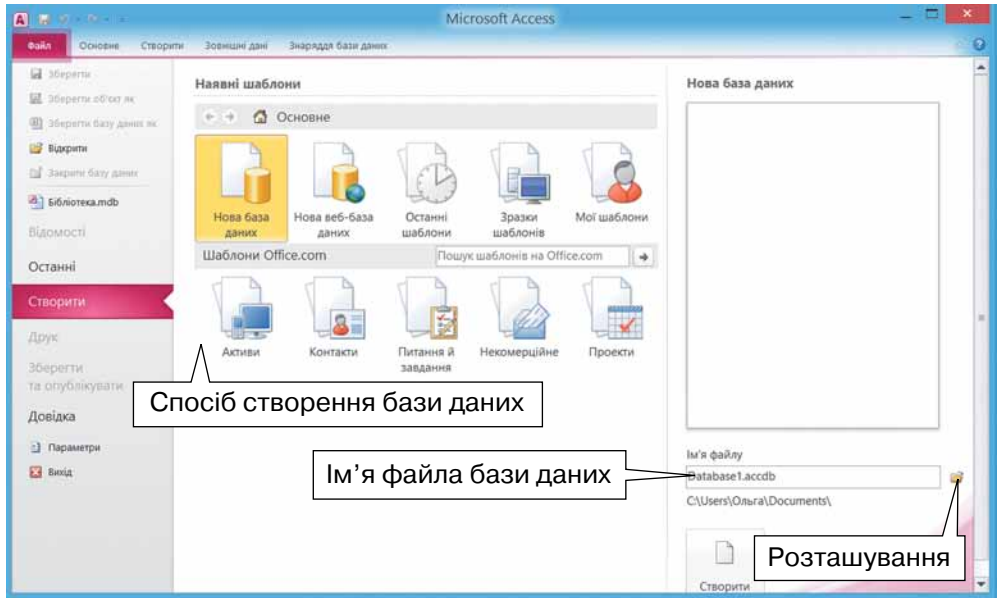 Microsoft Access
Файл Основне Створити Зовнішні дані Знаряддя бази даних
Зберегти
Зберегти об'єкт як
Зберегти базу даних як
Відкрити
Закрити базу даних
Бібліотека.mdb
Відомості
Останні
Створити
Друк
Зберегти
та опублікувати
Довідка
Параметри
Вихід
Наявні шаблони
Основне
Нова база
даних
Нова веб-база
даних
Останні
шаблони
Зразки
шаблонів
Мої шаблони
Шаблони Office.com
Пошук шаблонів на Office.com
Активи
Контакти
Питання й
завдання
Некомерційне
Проекти
Спосіб створення бази даних
Нова база даних
Ім'я файлу
Ім’я файла бази даних
Database1.accdb
C:\Users\Ольга\Documents\
Розташування
Створити